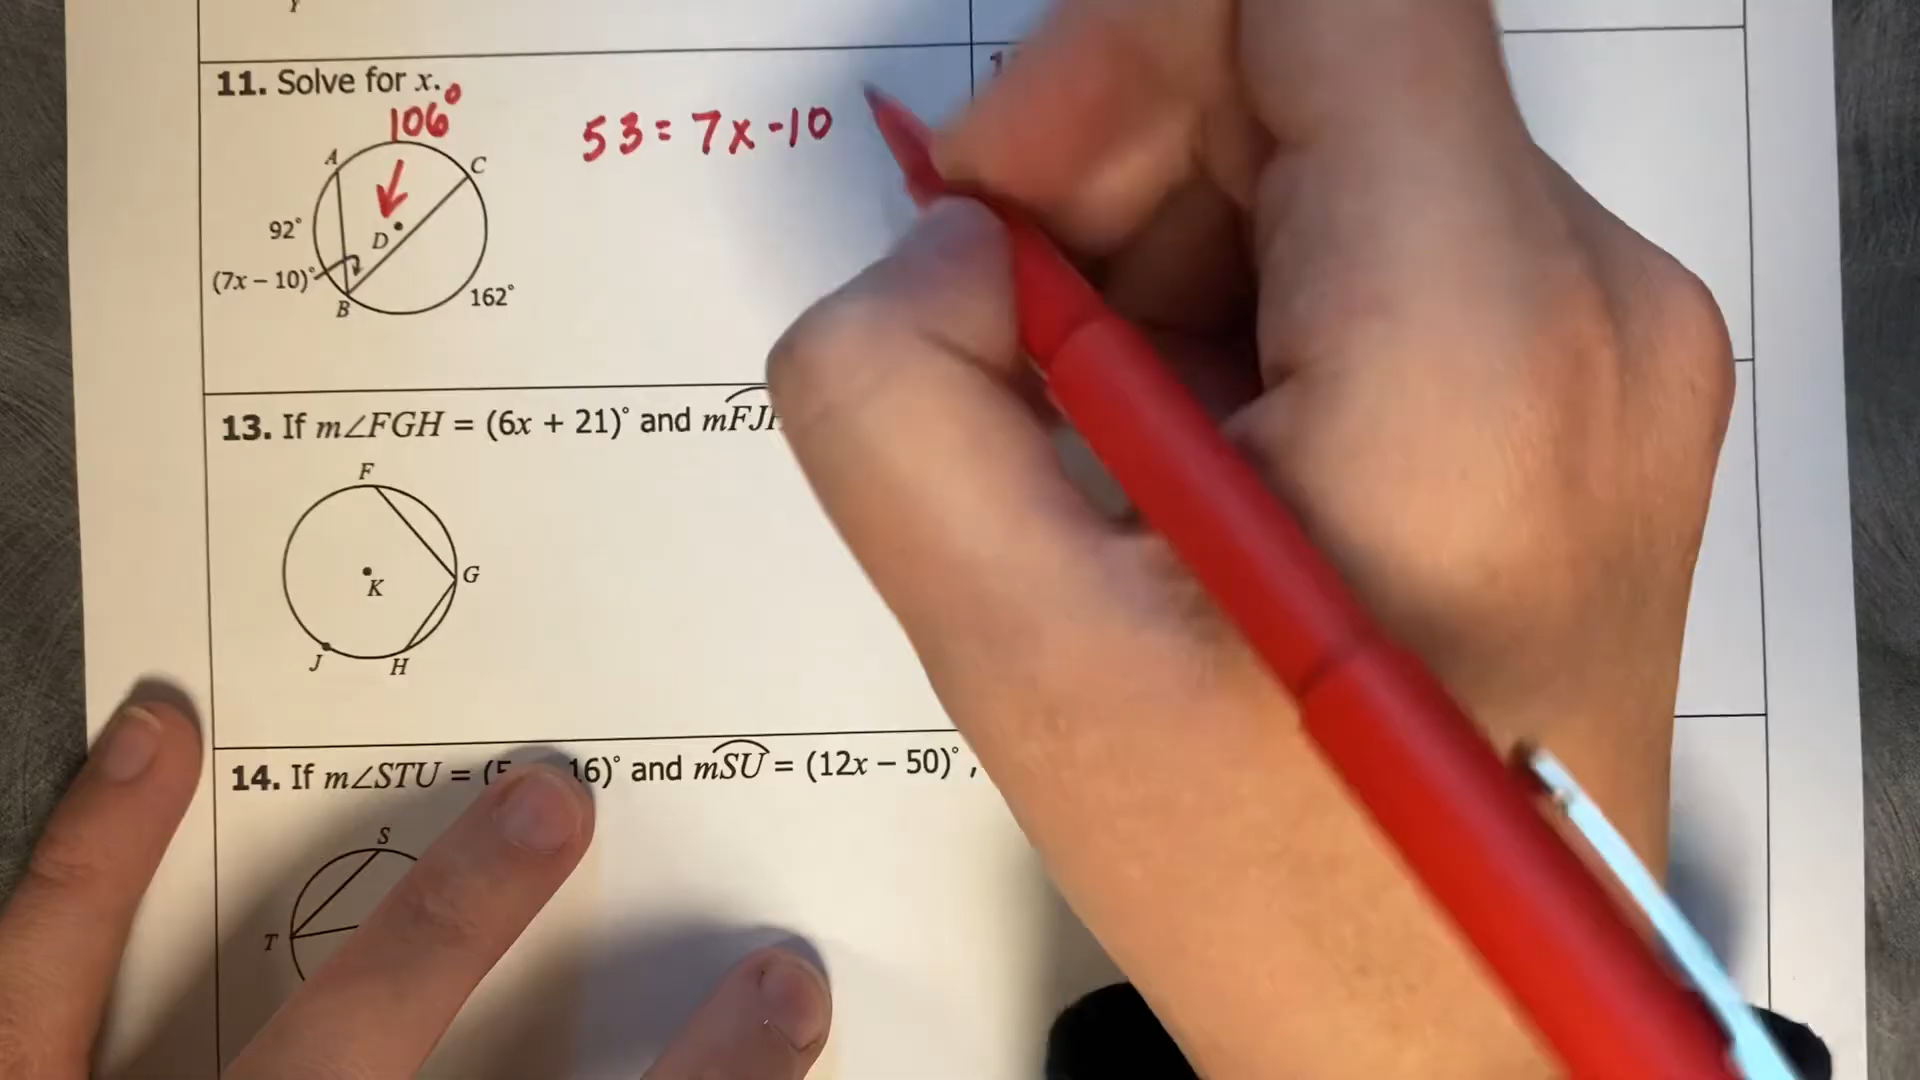 Y
11. Solve for x.
106°
53 = 7x - 10
A
C
92°
D
(7x – 10)°
B
162°
13. If m∠FGH = (6x + 21)° and mFJ
F
K
G
J
H
14. If m∠STU = (5 16)° and mSU = (12x – 50)° ,
S
T